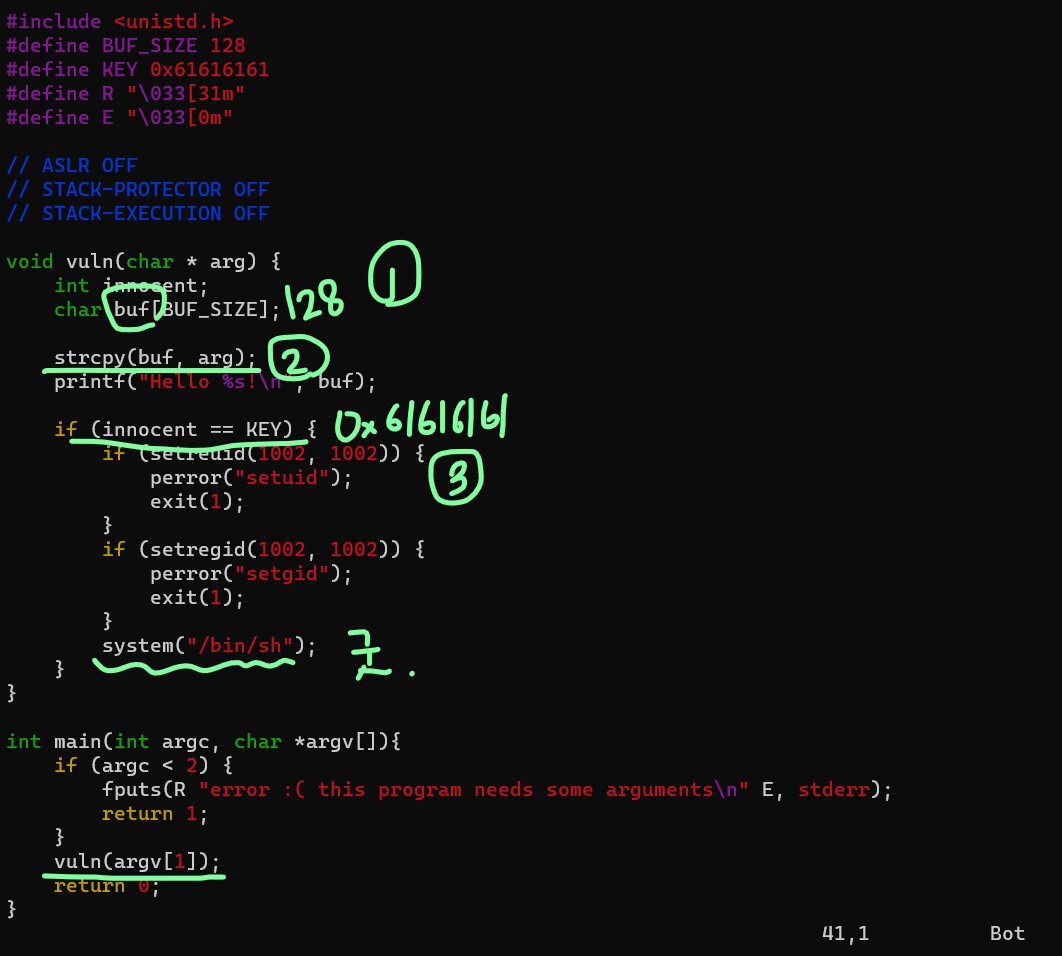 #include <unistd.h>
#define BUF_SIZE 128
#define KEY 0x61616161
#define R "\033[31m"
#define E "\033[0m"
// ASLR OFF
// STACK-PROTECTOR OFF
// STACK-EXECUTION OFF
void vuln(char * arg) {
int innocent; 1
char buf[BUF_SIZE]; 128
strcpy(buf, arg); 2
printf("Hello %s!\n", buf);
if (innocent == KEY) { 0x61616161
if (setreuid(1002, 1002)) { 3
perror("setuid");
exit(1);
}
if (setregid(1002, 1002)) {
perror("setgid");
exit(1);
}
system("/bin/sh");
}
}
int main(int argc, char *argv[]){
if (argc < 2) {
fputs(R "error :( this program needs some arguments\n" E, stderr);
return 1;
}
vuln(argv[1]);
return 0;
}
41,1 Bot